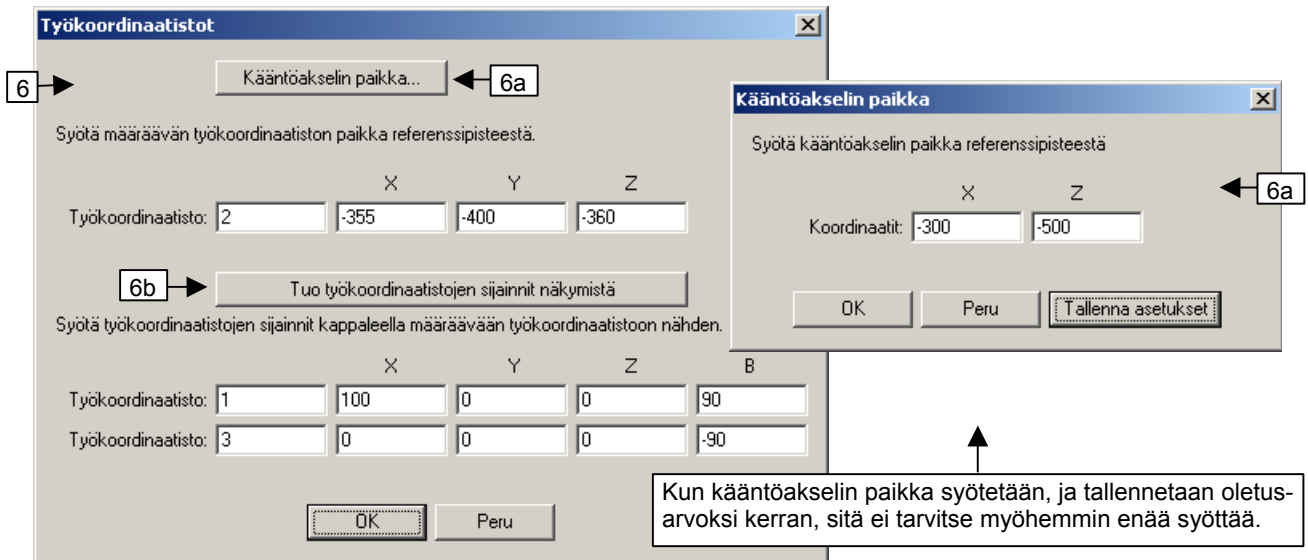 Työkoordinaatistot
6
Kääntöakselin paikka...
6a
Syötä määräävän työkoordinaatiston paikka referenssipisteestä.
X Y Z
Työkoordinaatisto: 2 -355 -400 -360
6b
Tuo työkoordinaatistojen sijainnit näkymistä
Syötä työkoordinaatistojen sijainnit kappaleella määräävään työkoordinaatistoon nähden.
X Y Z B
Työkoordinaatisto: 1 100 0 0 90
Työkoordinaatisto: 3 0 0 0 -90
OK Peru
Kääntöakselin paikka
Syötä kääntöakselin paikka referenssipisteestä
X Z
6a
Koordinaatit: -300 -500
OK Peru Tallenna asetukset
Kun kääntöakselin paikka syötetään, ja tallennetaan oletus-
arvoksi kerran, sitä ei tarvitse myöhemmin enää syöttää.